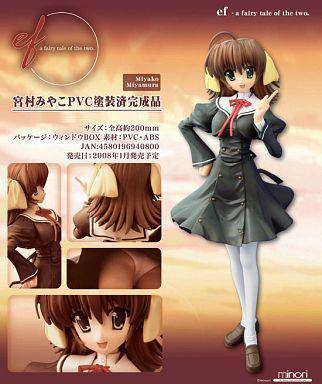 ef - a fairy tale of the two.
ef
a fairy tale of the two.
Miyako
Miyamura
宮村みやこPVC塗装済完成品
サイズ:全高約200mm
パッケージ:ウィンドウBOX 素材:PVC・ABS
JAN:4580196940800
発売日:2008年1月発売予定
minori